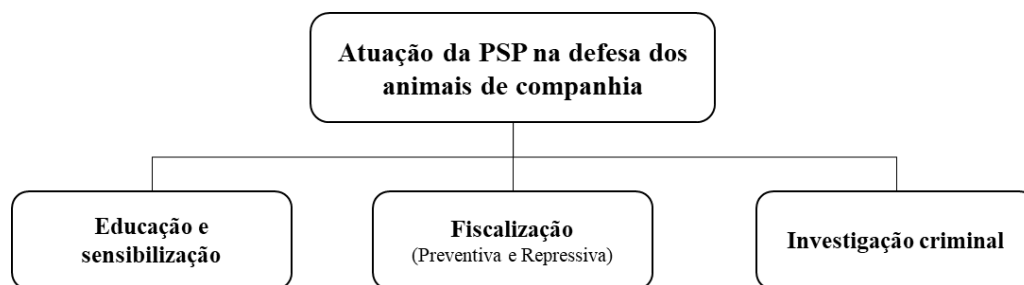 Atuação da PSP na defesa dos
animais de companhia
Educação e
sensibilização
Fiscalização
(Preventiva e Repressiva)
Investigação criminal